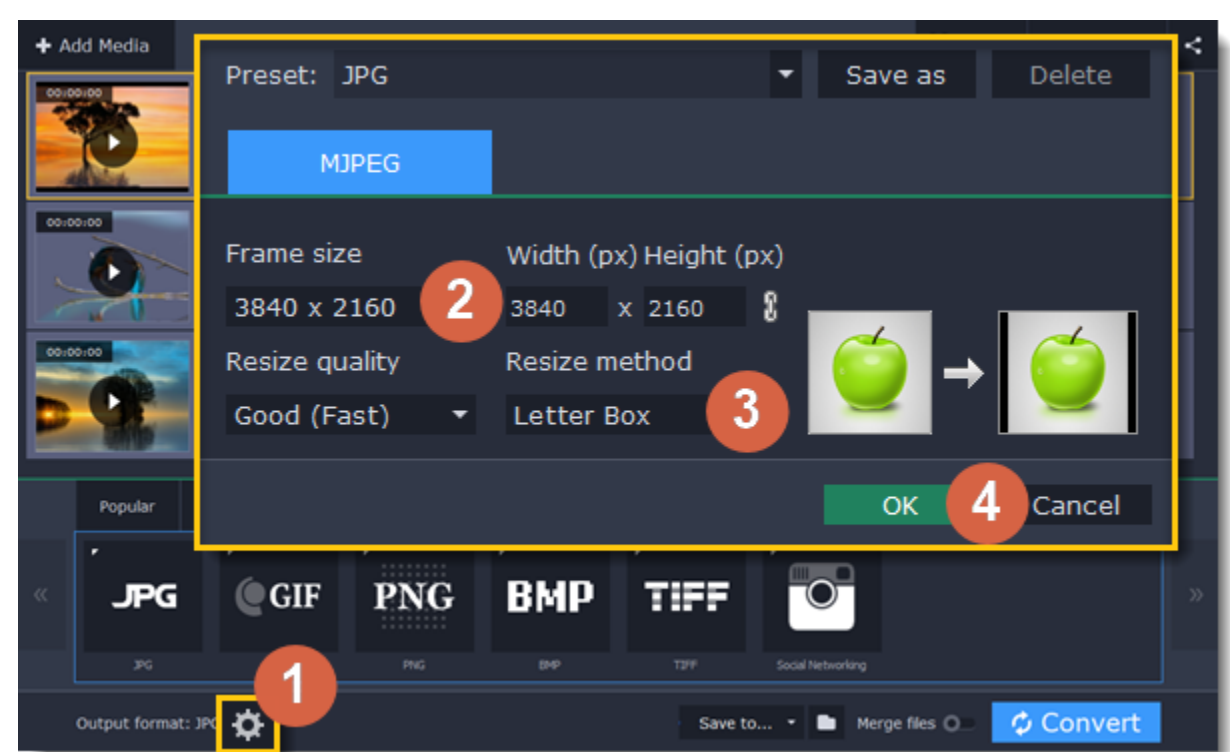 + Add Media
Preset: JPG Save as Delete
00:00:00
MJPEG
00:00:00
Frame size Width (px) Height (px)
3840 x 2160 2 3840 x 2160
00:00:00
Resize quality Resize method
Good (Fast) Letter Box 3
OK 4 Cancel
Popular
« JPG GIF PNG BMP TIFF »
JPG PNG BMP TIFF Social Networking
1
Output format: JPG Save to... Merge files Convert